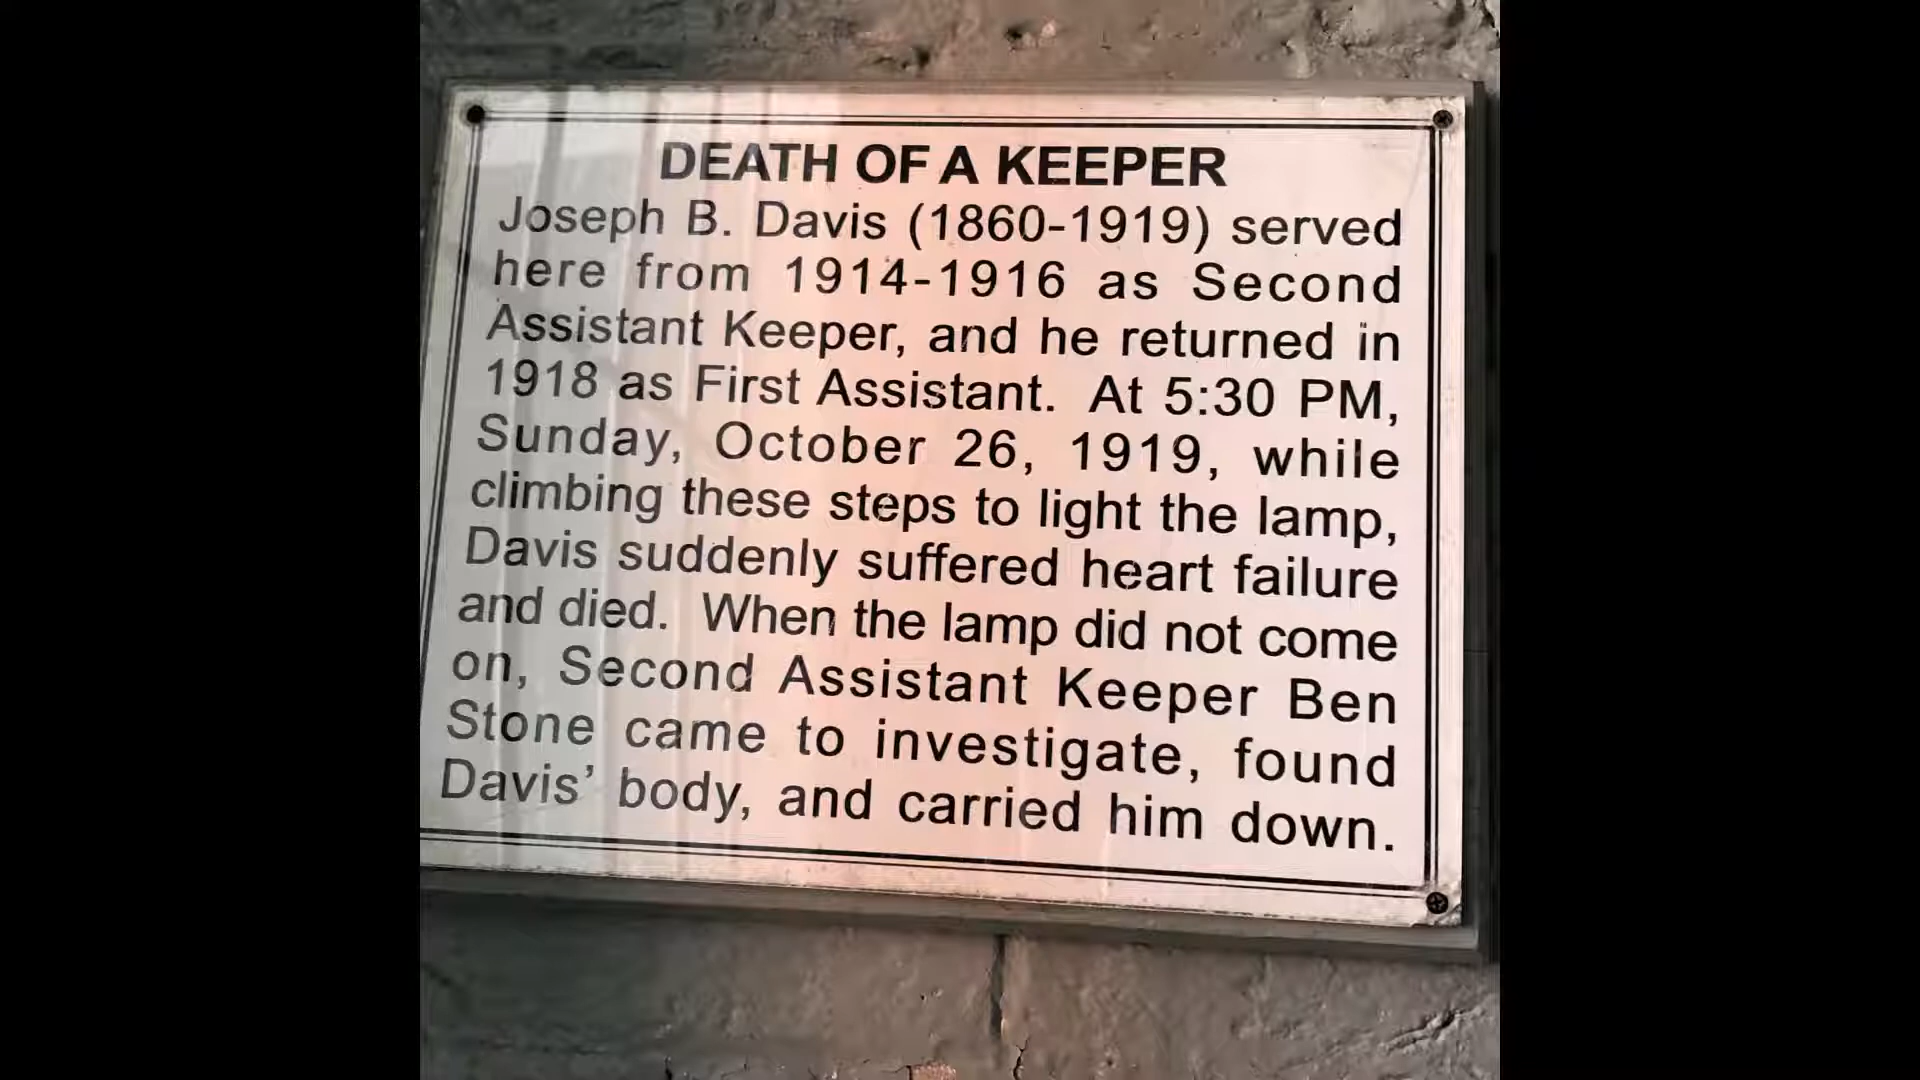 DEATH OF A KEEPER
Joseph B. Davis (1860-1919) served
here from 1914-1916 as Second
Assistant Keeper, and he returned in
1918 as First Assistant. At 5:30 PM,
Sunday, October 26, 1919, while
climbing these steps to light the lamp,
Davis suddenly suffered heart failure
and died. When the lamp did not come
on, Second Assistant Keeper Ben
Stone came to investigate, found
Davis’ body, and carried him down.